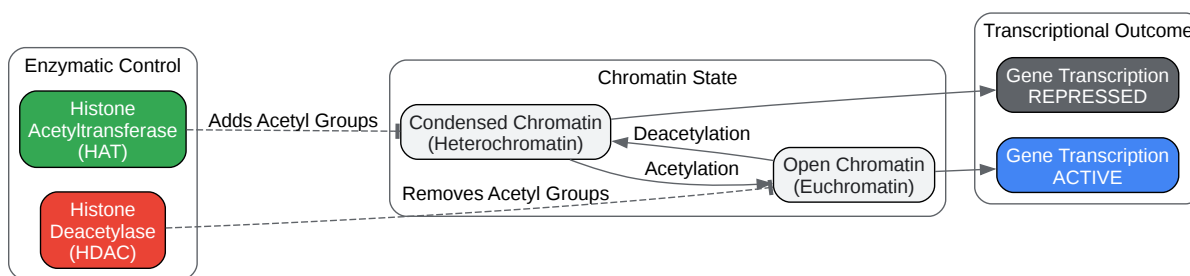 Enzymatic Control
Histone
Acetyltransferase
(HAT)
Histone
Deacetylase
(HDAC)
Adds Acetyl Groups
Removes Acetyl Groups
Chromatin State
Condensed Chromatin
(Heterochromatin)
Deacetylation
Acetylation
Open Chromatin
(Euchromatin)
Transcriptional Outcome
Gene Transcription
REPRESSED
Gene Transcription
ACTIVE